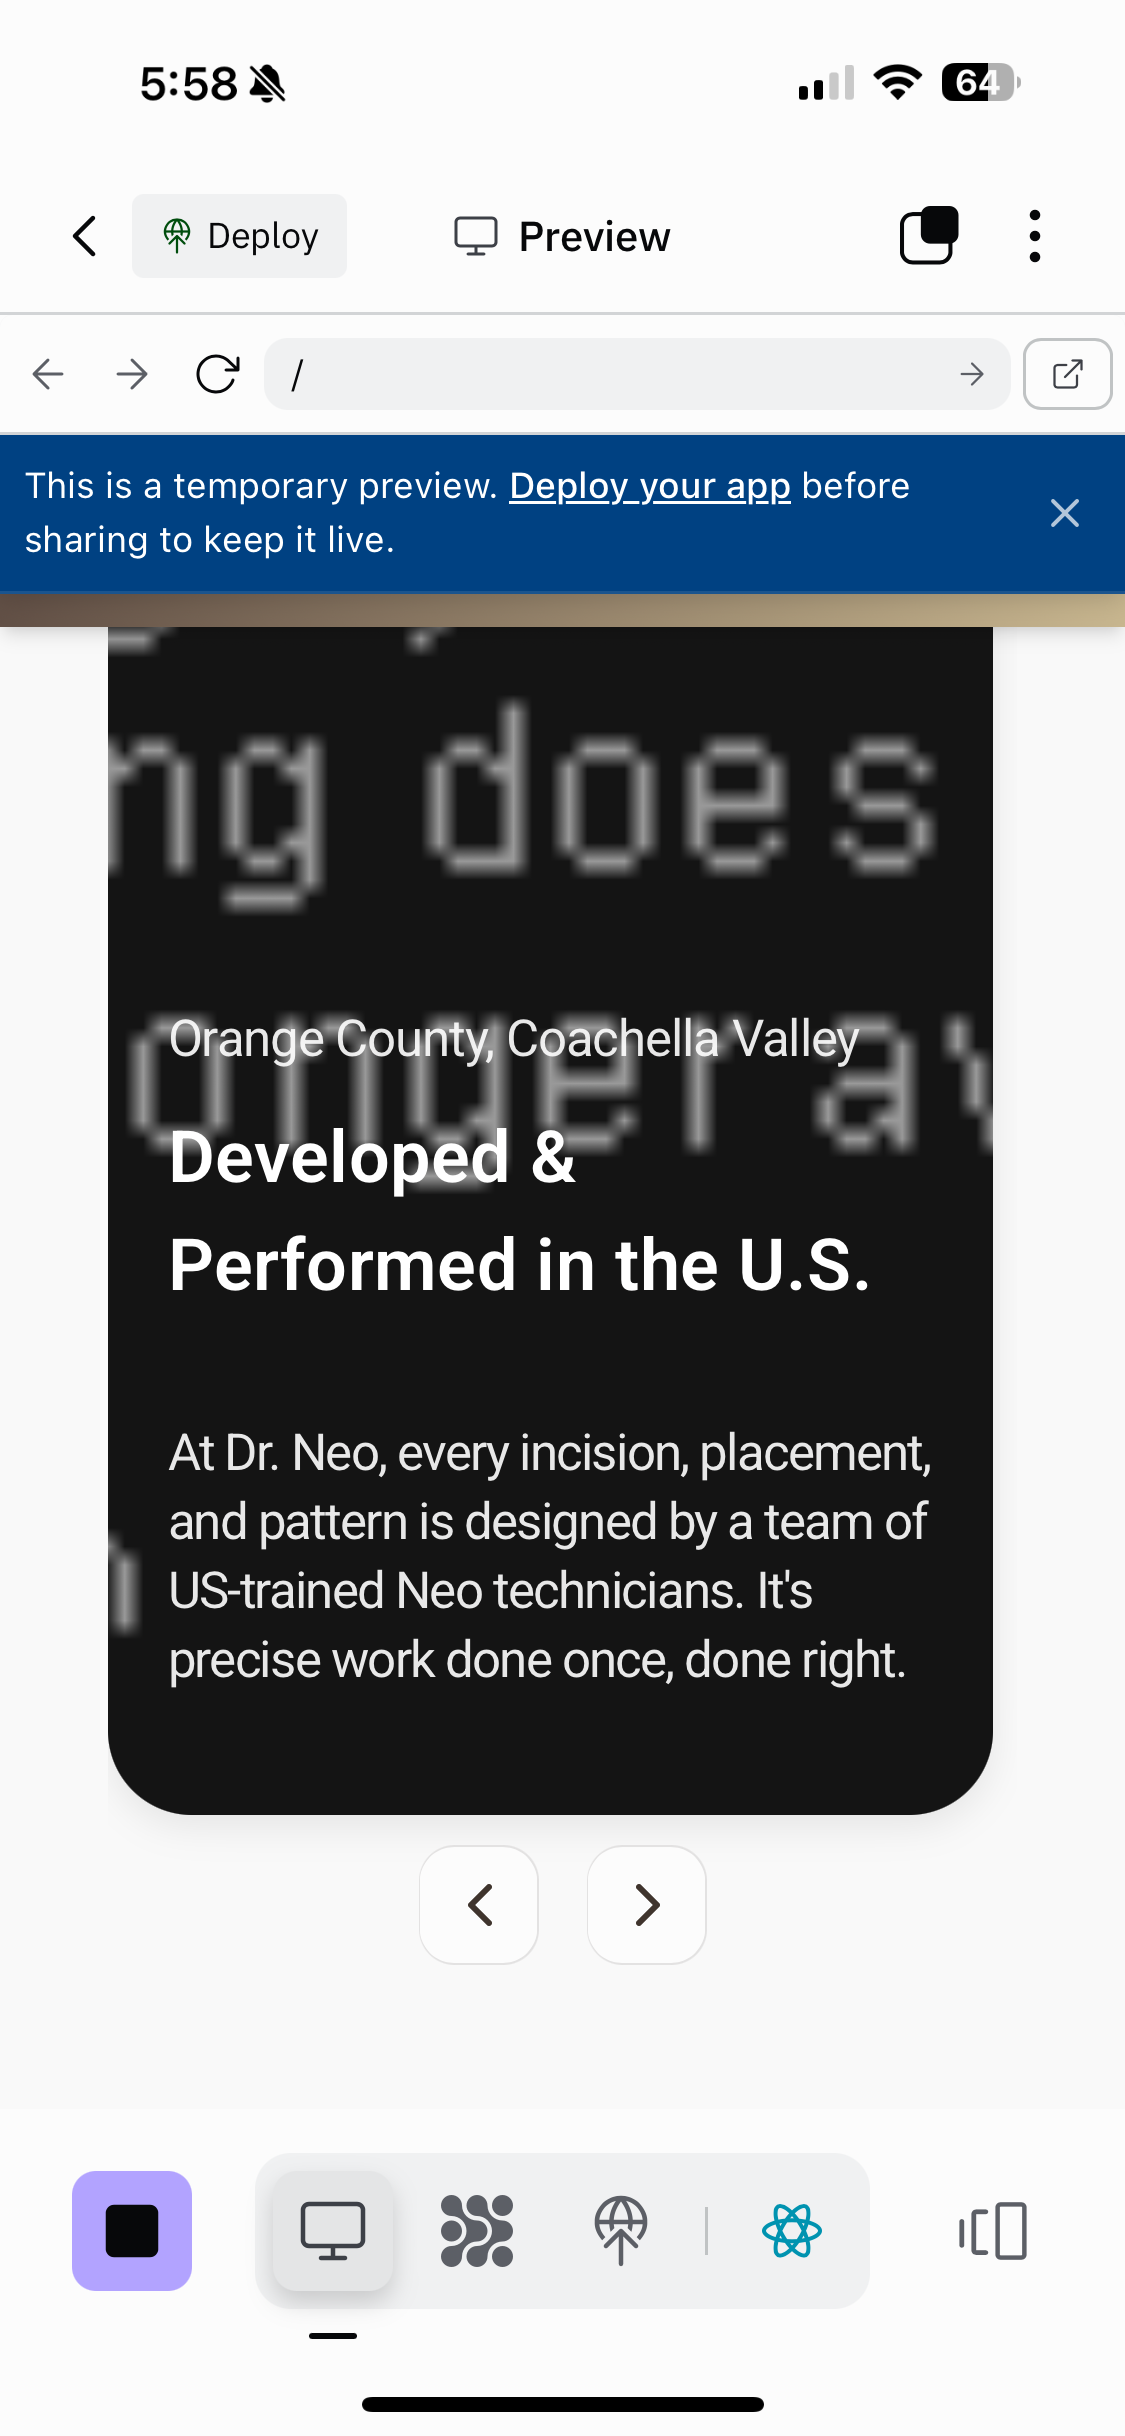 5:58
64
Deploy
Preview
/
This is a temporary preview. Deploy your app before
sharing to keep it live.
ng does
onger av
Orange County, Coachella Valley
Developed &
Performed in the U.S.
At Dr. Neo, every incision, placement,
and pattern is designed by a team of
US-trained Neo technicians. It's
precise work done once, done right.